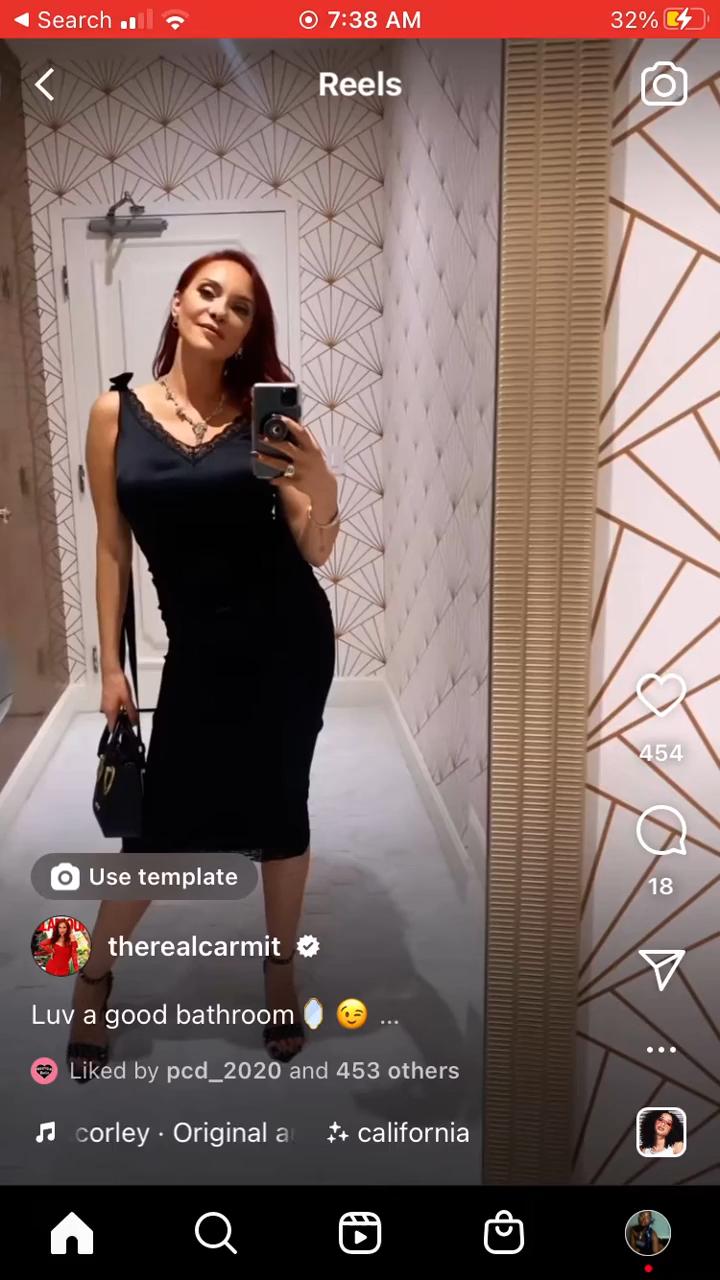 Search
7:38 AM
32%
Reels
454
18
Use template
therealcarmit
Luv a good bathroom🪞 😉 ...
Liked by pcd_2020 and 453 others
corley · Original a
california